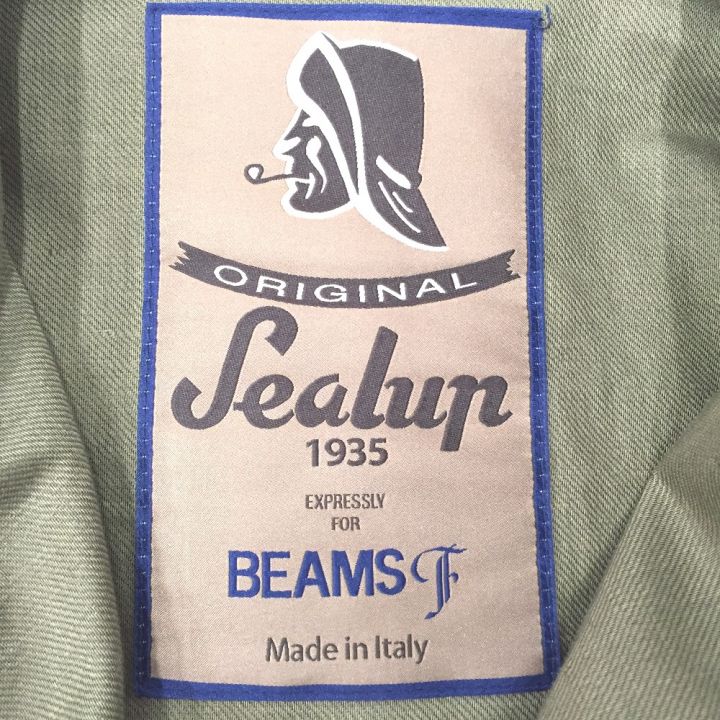 ORIGINAL
Sealup
1935
EXPRESSLY
FOR
BEAMS F
Made in Italy